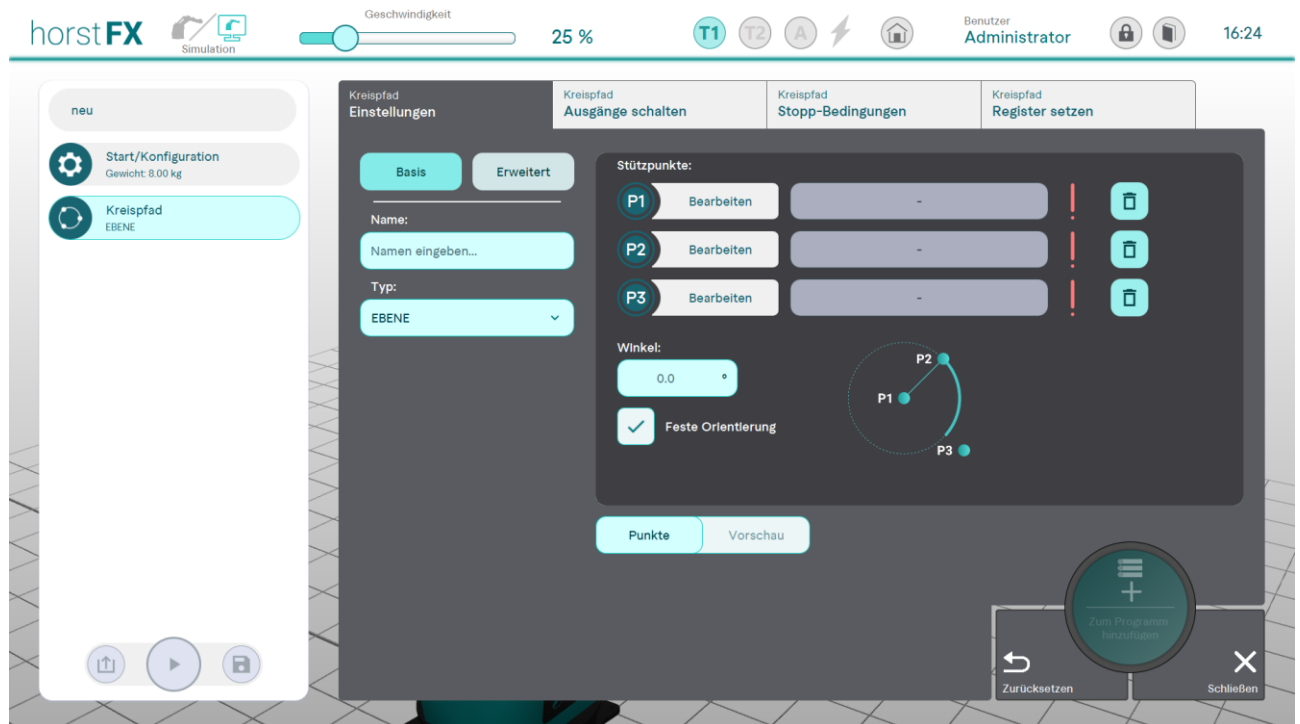 horstFX
Simulation
Geschwindigkeit
25 %
T1
T2
A
Benutzer
Administrator
16:24
neu
Start/Konfiguration
Gewicht: 8.00 kg
Kreispfad
EBENE
Kreispfad
Einstellungen
Kreispfad
Ausgänge schalten
Kreispfad
Stopp-Bedingungen
Kreispfad
Register setzen
Basis
Erweitert
Name:
Namen eingeben...
Typ:
EBENE
Stützpunkte:
P1 Bearbeiten -
P2 Bearbeiten -
P3 Bearbeiten -
Winkel:
0.0 °
Feste Orientierung
P2
P1
P3
Punkte
Vorschau
Zum Programm
hinzufügen
Zurücksetzen
Schließen